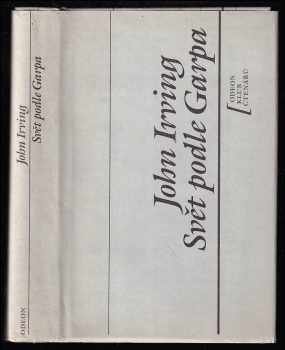 John Irving
Svět podle Garpa
ODEON
John Irving
Svět podle Garpa
ODEON
KLUB
ČTENÁŘŮ